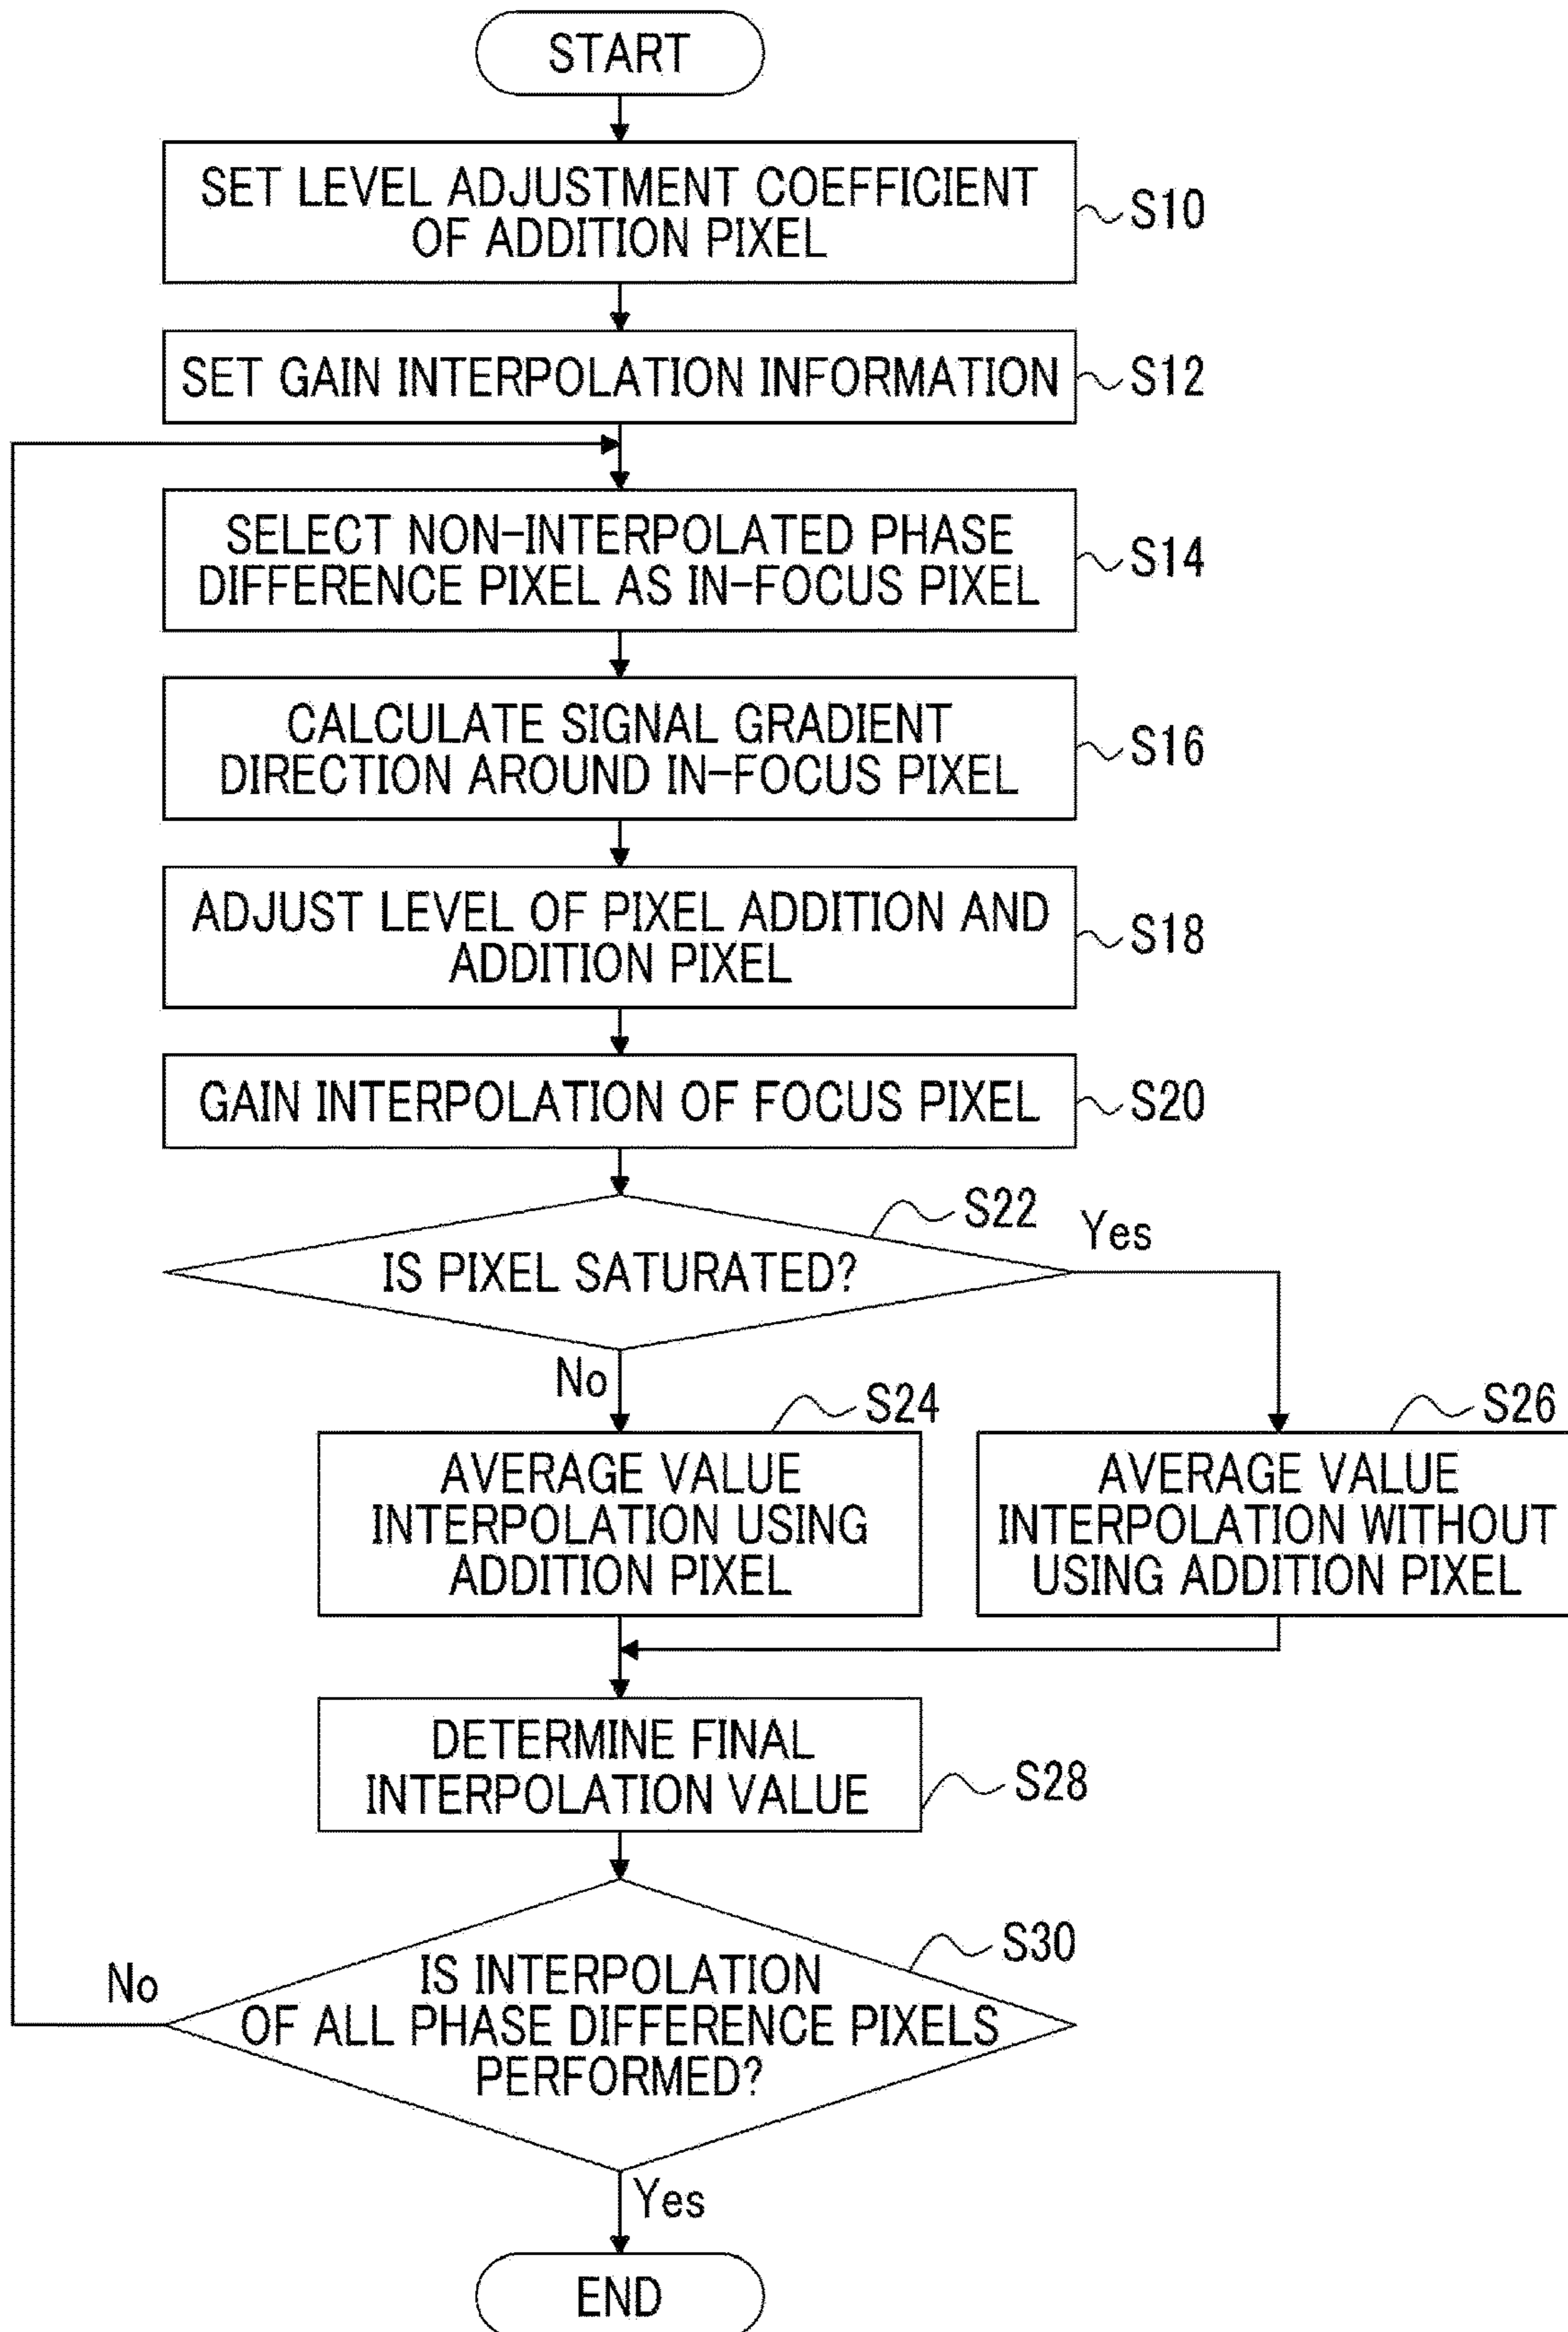 START
SET LEVEL ADJUSTMENT COEFFICIENT
OF ADDITION PIXEL
S10
SET GAIN INTERPOLATION INFORMATION
S12
SELECT NON-INTERPOLATED PHASE
DIFFERENCE PIXEL AS IN-FOCUS PIXEL
S14
CALCULATE SIGNAL GRADIENT
DIRECTION AROUND IN-FOCUS PIXEL
S16
ADJUST LEVEL OF PIXEL ADDITION AND
ADDITION PIXEL
S18
GAIN INTERPOLATION OF FOCUS PIXEL
S20
IS PIXEL SATURATED?
S22
Yes
No
S24
AVERAGE VALUE
INTERPOLATION USING
ADDITION PIXEL
S26
AVERAGE VALUE
INTERPOLATION WITHOUT
USING ADDITION PIXEL
DETERMINE FINAL
INTERPOLATION VALUE
S28
IS INTERPOLATION
OF ALL PHASE DIFFERENCE PIXELS
PERFORMED?
S30
No
Yes
END